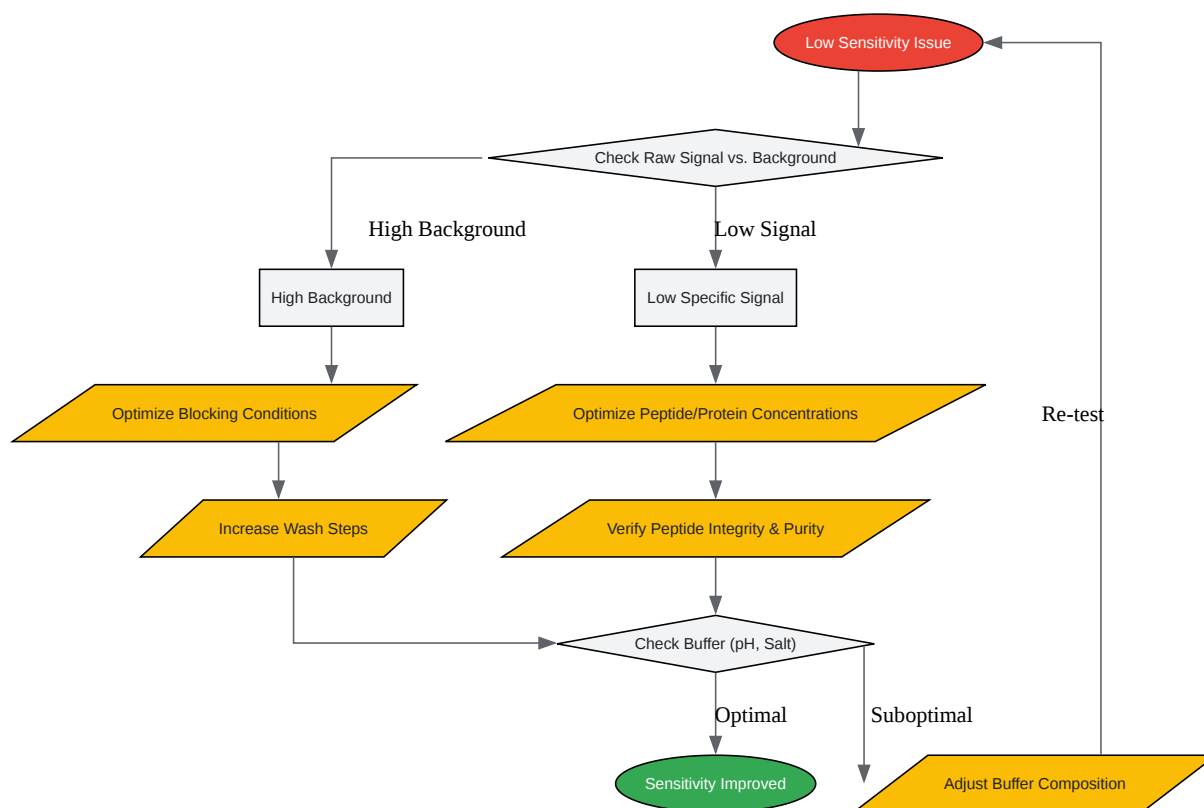 Low Sensitivity Issue
Check Raw Signal vs. Background
High Background
Low Signal
High Background
Low Specific Signal
Optimize Blocking Conditions
Optimize Peptide/Protein Concentrations
Re-test
Increase Wash Steps
Verify Peptide Integrity & Purity
Check Buffer (pH, Salt)
Optimal
Suboptimal
Sensitivity Improved
Adjust Buffer Composition